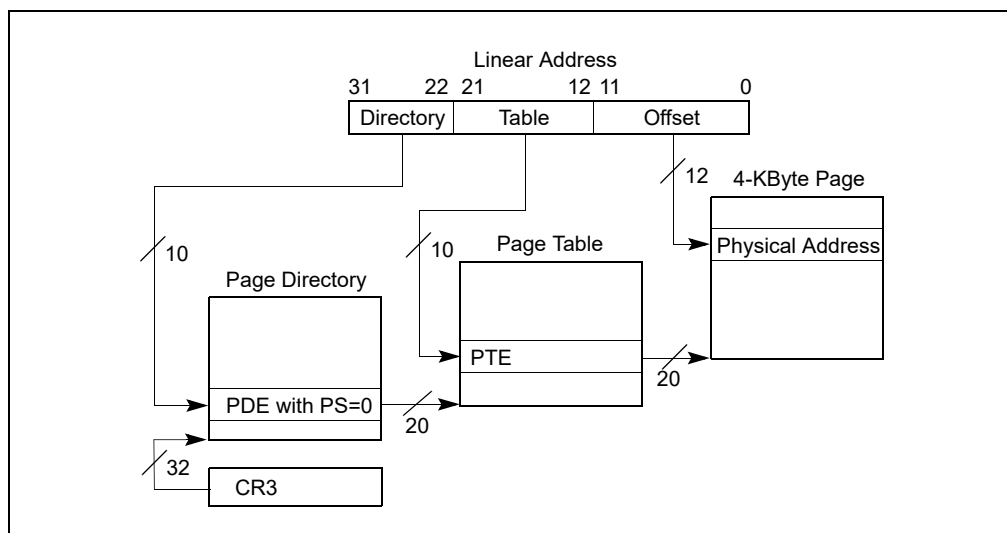 Linear Address
31 22 21 12 11 0
Directory Table Offset
12 4-KByte Page
10 10 Page Table Physical Address
Page Directory
PTE
20
PDE with PS=0
20
32
CR3